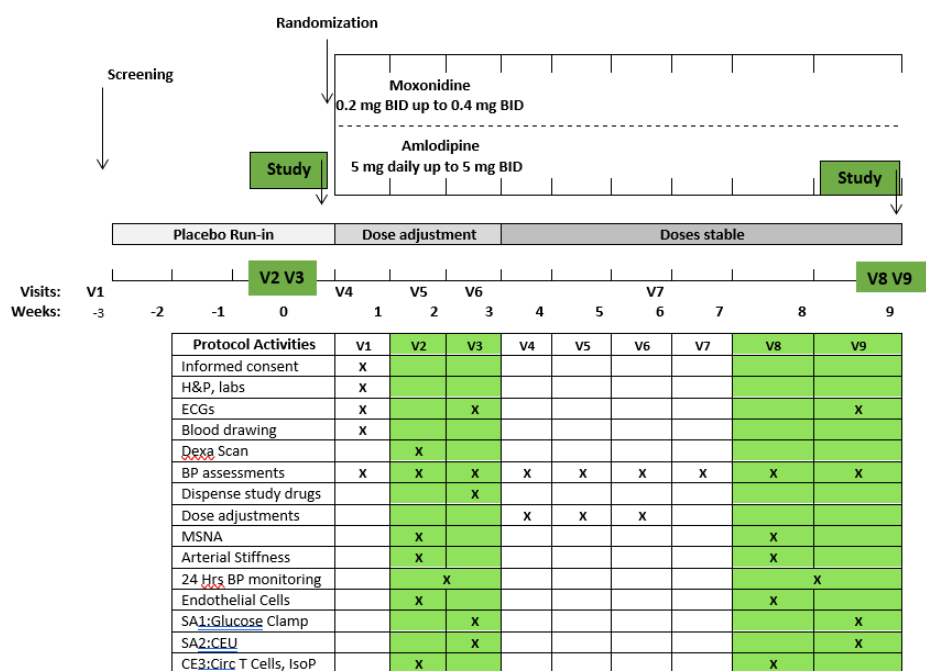 Randomization
Screening
Moxonidine
0.2 mg BID up to 0.4 mg BID
Amlodipine
5 mg daily up to 5 mg BID
Study
Study
Placebo Run-in Dose adjustment Doses stable
V2 V3 V8 V9
Visits: V1 V4 V5 V6 V7
Weeks: -3 -2 -1 0 1 2 3 4 5 6 7 8 9
Protocol Activities V1 V2 V3 V4 V5 V6 V7 V8 V9
Informed consent X
H&P, labs X
ECGs X X X
Blood drawing X
Dexa Scan X
BP assessments X X X X X X X X X
Dispense study drugs X
Dose adjustments X X X
MSNA X X
Arterial Stiffness X X
24 Hrs BP monitoring X X
Endothelial Cells X X
SA1:Glucose Clamp X X
SA2:CEU X X
CE3:Circ T Cells, IsoP X X